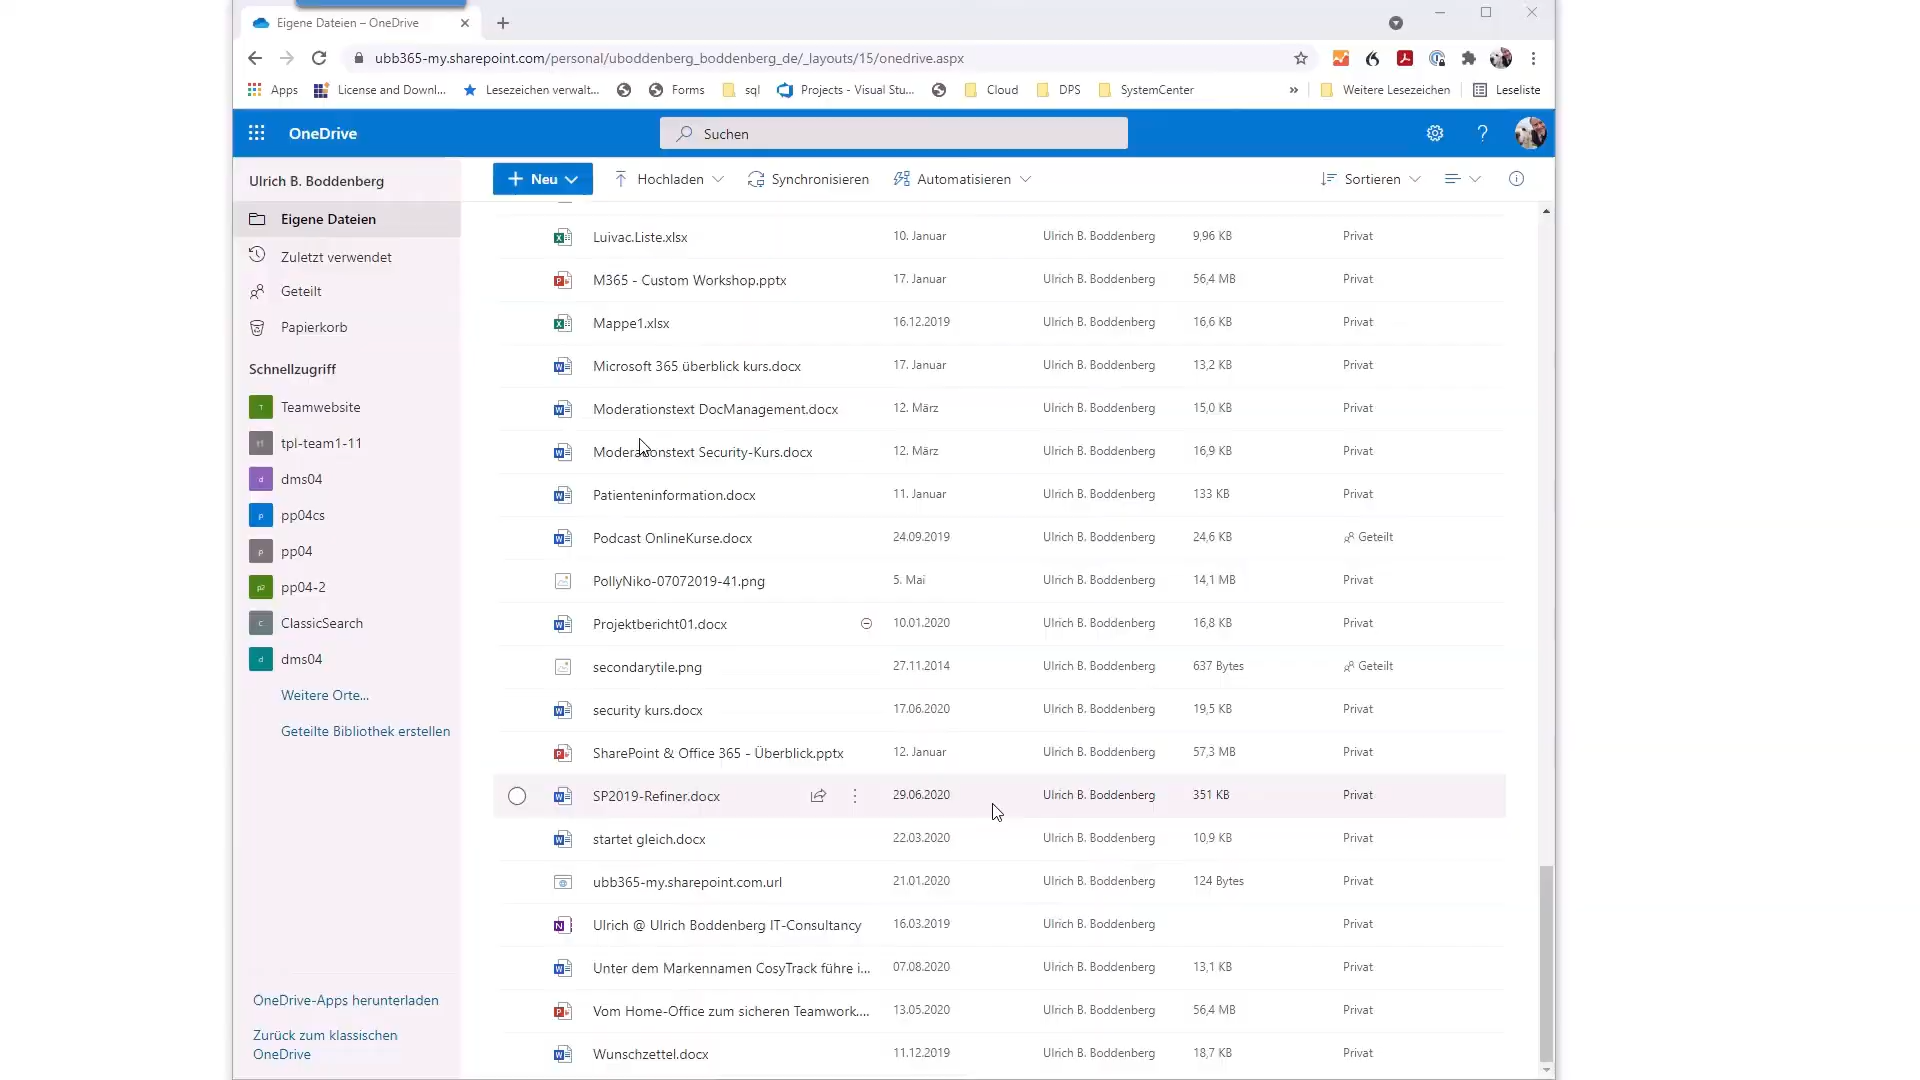 Eigene Dateien – OneDrive
ubb365-my.sharepoint.com/personal/uboddenberg_boddenberg_de/_layouts/15/onedrive.aspx
Apps License and Downl... Lesezeichen verwalt... Forms sql Projects - Visual Stu... Cloud DPS SystemCenter » Weitere Lesezeichen Leseliste
OneDrive Suchen ?
Ulrich B. Boddenberg
Eigene Dateien
Zuletzt verwendet
Geteilt
Papierkorb
Schnellzugriff
T Teamwebsite
t1 tpl-team1-11
d dms04
p pp04cs
p pp04
p2 pp04-2
C ClassicSearch
d dms04
Weitere Orte...
Geteilte Bibliothek erstellen
OneDrive-Apps herunterladen
Zurück zum klassischen
OneDrive
Neu Hochladen Synchronisieren Automatisieren Sortieren
Luivac.Liste.xlsx 10. Januar Ulrich B. Boddenberg 9,96 KB Privat
M365 - Custom Workshop.pptx 17. Januar Ulrich B. Boddenberg 56,4 MB Privat
Mappe1.xlsx 16.12.2019 Ulrich B. Boddenberg 16,6 KB Privat
Microsoft 365 überblick kurs.docx 17. Januar Ulrich B. Boddenberg 13,2 KB Privat
Moderationstext DocManagement.docx 12. März Ulrich B. Boddenberg 15,0 KB Privat
Moderationstext Security-Kurs.docx 12. März Ulrich B. Boddenberg 16,9 KB Privat
Patienteninformation.docx 11. Januar Ulrich B. Boddenberg 133 KB Privat
Podcast OnlineKurse.docx 24.09.2019 Ulrich B. Boddenberg 24,6 KB Geteilt
PollyNiko-07072019-41.png 5. Mai Ulrich B. Boddenberg 14,1 MB Privat
Projektbericht01.docx 10.01.2020 Ulrich B. Boddenberg 16,8 KB Privat
secondarytile.png 27.11.2014 Ulrich B. Boddenberg 637 Bytes Geteilt
security kurs.docx 17.06.2020 Ulrich B. Boddenberg 19,5 KB Privat
SharePoint & Office 365 - Überblick.pptx 12. Januar Ulrich B. Boddenberg 57,3 MB Privat
SP2019-Refiner.docx 29.06.2020 Ulrich B. Boddenberg 351 KB Privat
startet gleich.docx 22.03.2020 Ulrich B. Boddenberg 10,9 KB Privat
ubb365-my.sharepoint.com.url 21.01.2020 Ulrich B. Boddenberg 124 Bytes Privat
Ulrich @ Ulrich Boddenberg IT-Consultancy 16.03.2019 Ulrich B. Boddenberg Privat
Unter dem Markennamen CosyTrack führe i... 07.08.2020 Ulrich B. Boddenberg 13,1 KB Privat
Vom Home-Office zum sicheren Teamwork.... 13.05.2020 Ulrich B. Boddenberg 56,4 MB Privat
Wunschzettel.docx 11.12.2019 Ulrich B. Boddenberg 18,7 KB Privat